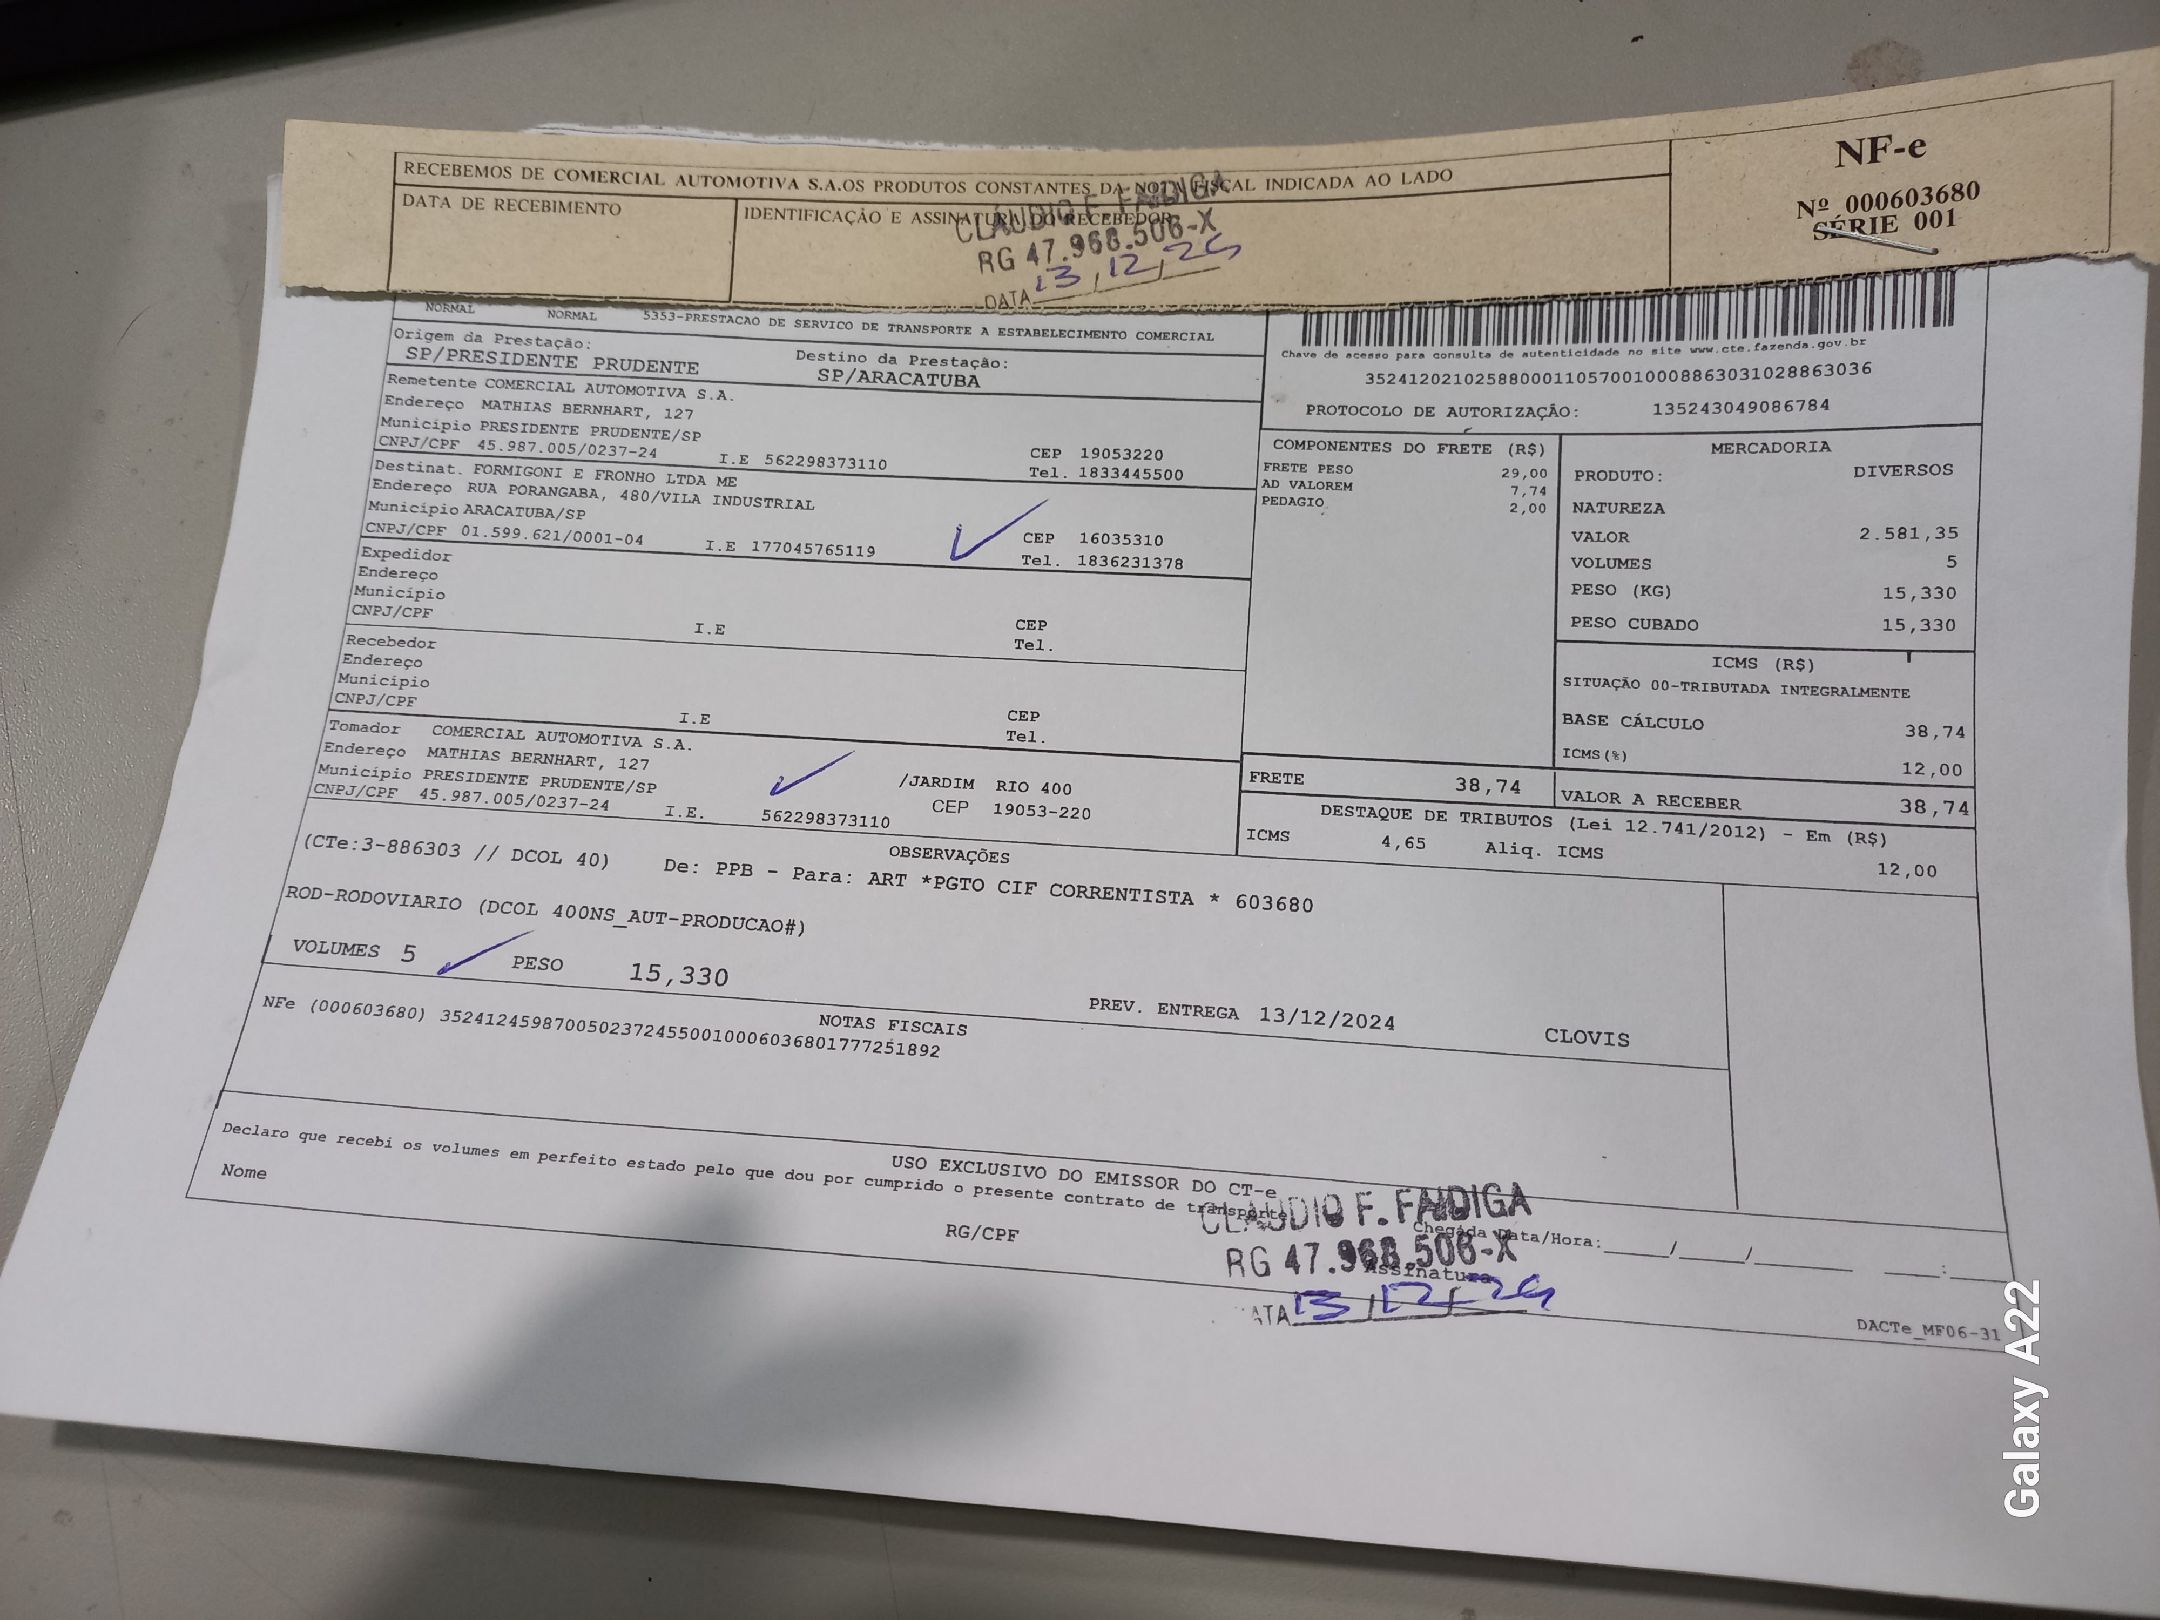 RECEBEMOS DE COMERCIAL AUTOMOTIVA S.A.OS PRODUTOS CONSTANTES DA NOTA FISCAL INDICADA AO LADO
DATA DE RECEBIMENTO
IDENTIFICAÇÃO E ASSINATURA DO RECEBEDOR
CLAUDIO F. FAIDIGA
RG 47.968.506-X
DATA 13/12/24
NF-e
Nº 000603680
SÉRIE 001
NORMAL NORMAL 5353-PRESTACAO DE SERVICO DE TRANSPORTE A ESTABELECIMENTO COMERCIAL
Origem da Prestação:
SP/PRESIDENTE PRUDENTE
Destino da Prestação:
SP/ARACATUBA
Chave de acesso para consulta de autenticidade no site www.cte.fazenda.gov.br
35241202102588000110570010008863031028863036
PROTOCOLO DE AUTORIZAÇÃO: 135243049086784
Remetente COMERCIAL AUTOMOTIVA S.A.
Endereço MATHIAS BERNHART, 127
Município PRESIDENTE PRUDENTE/SP CEP 19053220
CNPJ/CPF 45.987.005/0237-24 I.E 562298373110 Tel. 1833445500
Destinat. FORMIGONI E FRONHO LTDA ME
Endereço RUA PORANGABA, 480/VILA INDUSTRIAL
Município ARACATUBA/SP CEP 16035310
CNPJ/CPF 01.599.621/0001-04 I.E 177045765119 Tel. 1836231378
Expedidor
Endereço
Município CEP
CNPJ/CPF I.E Tel.
Recebedor
Endereço
Município CEP
CNPJ/CPF I.E Tel.
Tomador COMERCIAL AUTOMOTIVA S.A.
Endereço MATHIAS BERNHART, 127 /JARDIM RIO 400
Município PRESIDENTE PRUDENTE/SP CEP 19053-220
CNPJ/CPF 45.987.005/0237-24 I.E. 562298373110
COMPONENTES DO FRETE (R$)
FRETE PESO 29,00
AD VALOREM 7,74
PEDAGIO 2,00
MERCADORIA
PRODUTO: DIVERSOS
NATUREZA
VALOR 2.581,35
VOLUMES 5
PESO (KG) 15,330
PESO CUBADO 15,330
ICMS (R$)
SITUAÇÃO 00-TRIBUTADA INTEGRALMENTE
BASE CÁLCULO 38,74
ICMS(%) 12,00
FRETE 38,74
VALOR A RECEBER 38,74
DESTAQUE DE TRIBUTOS (Lei 12.741/2012) - Em (R$)
ICMS 4,65 Aliq. ICMS 12,00
OBSERVAÇÕES
(CTe:3-886303 // DCOL 40) De: PPB - Para: ART *PGTO CIF CORRENTISTA * 603680
ROD-RODOVIARIO (DCOL 400NS_AUT-PRODUCAO#)
VOLUMES 5 PESO 15,330 PREV. ENTREGA 13/12/2024 CLOVIS
NOTAS FISCAIS
NFe (000603680) 35241245987005023724550010006036801777251892
USO EXCLUSIVO DO EMISSOR DO CT-e
Declaro que recebi os volumes em perfeito estado pelo que dou por cumprido o presente contrato de transporte
Nome RG/CPF Assinatura Chegada Data/Hora:____/____/____ __:__
CLAUDIO F. FAIDIGA
RG 47.968.506-X
DATA 13/12/24
DACTe_MF06-31
Galaxy A22